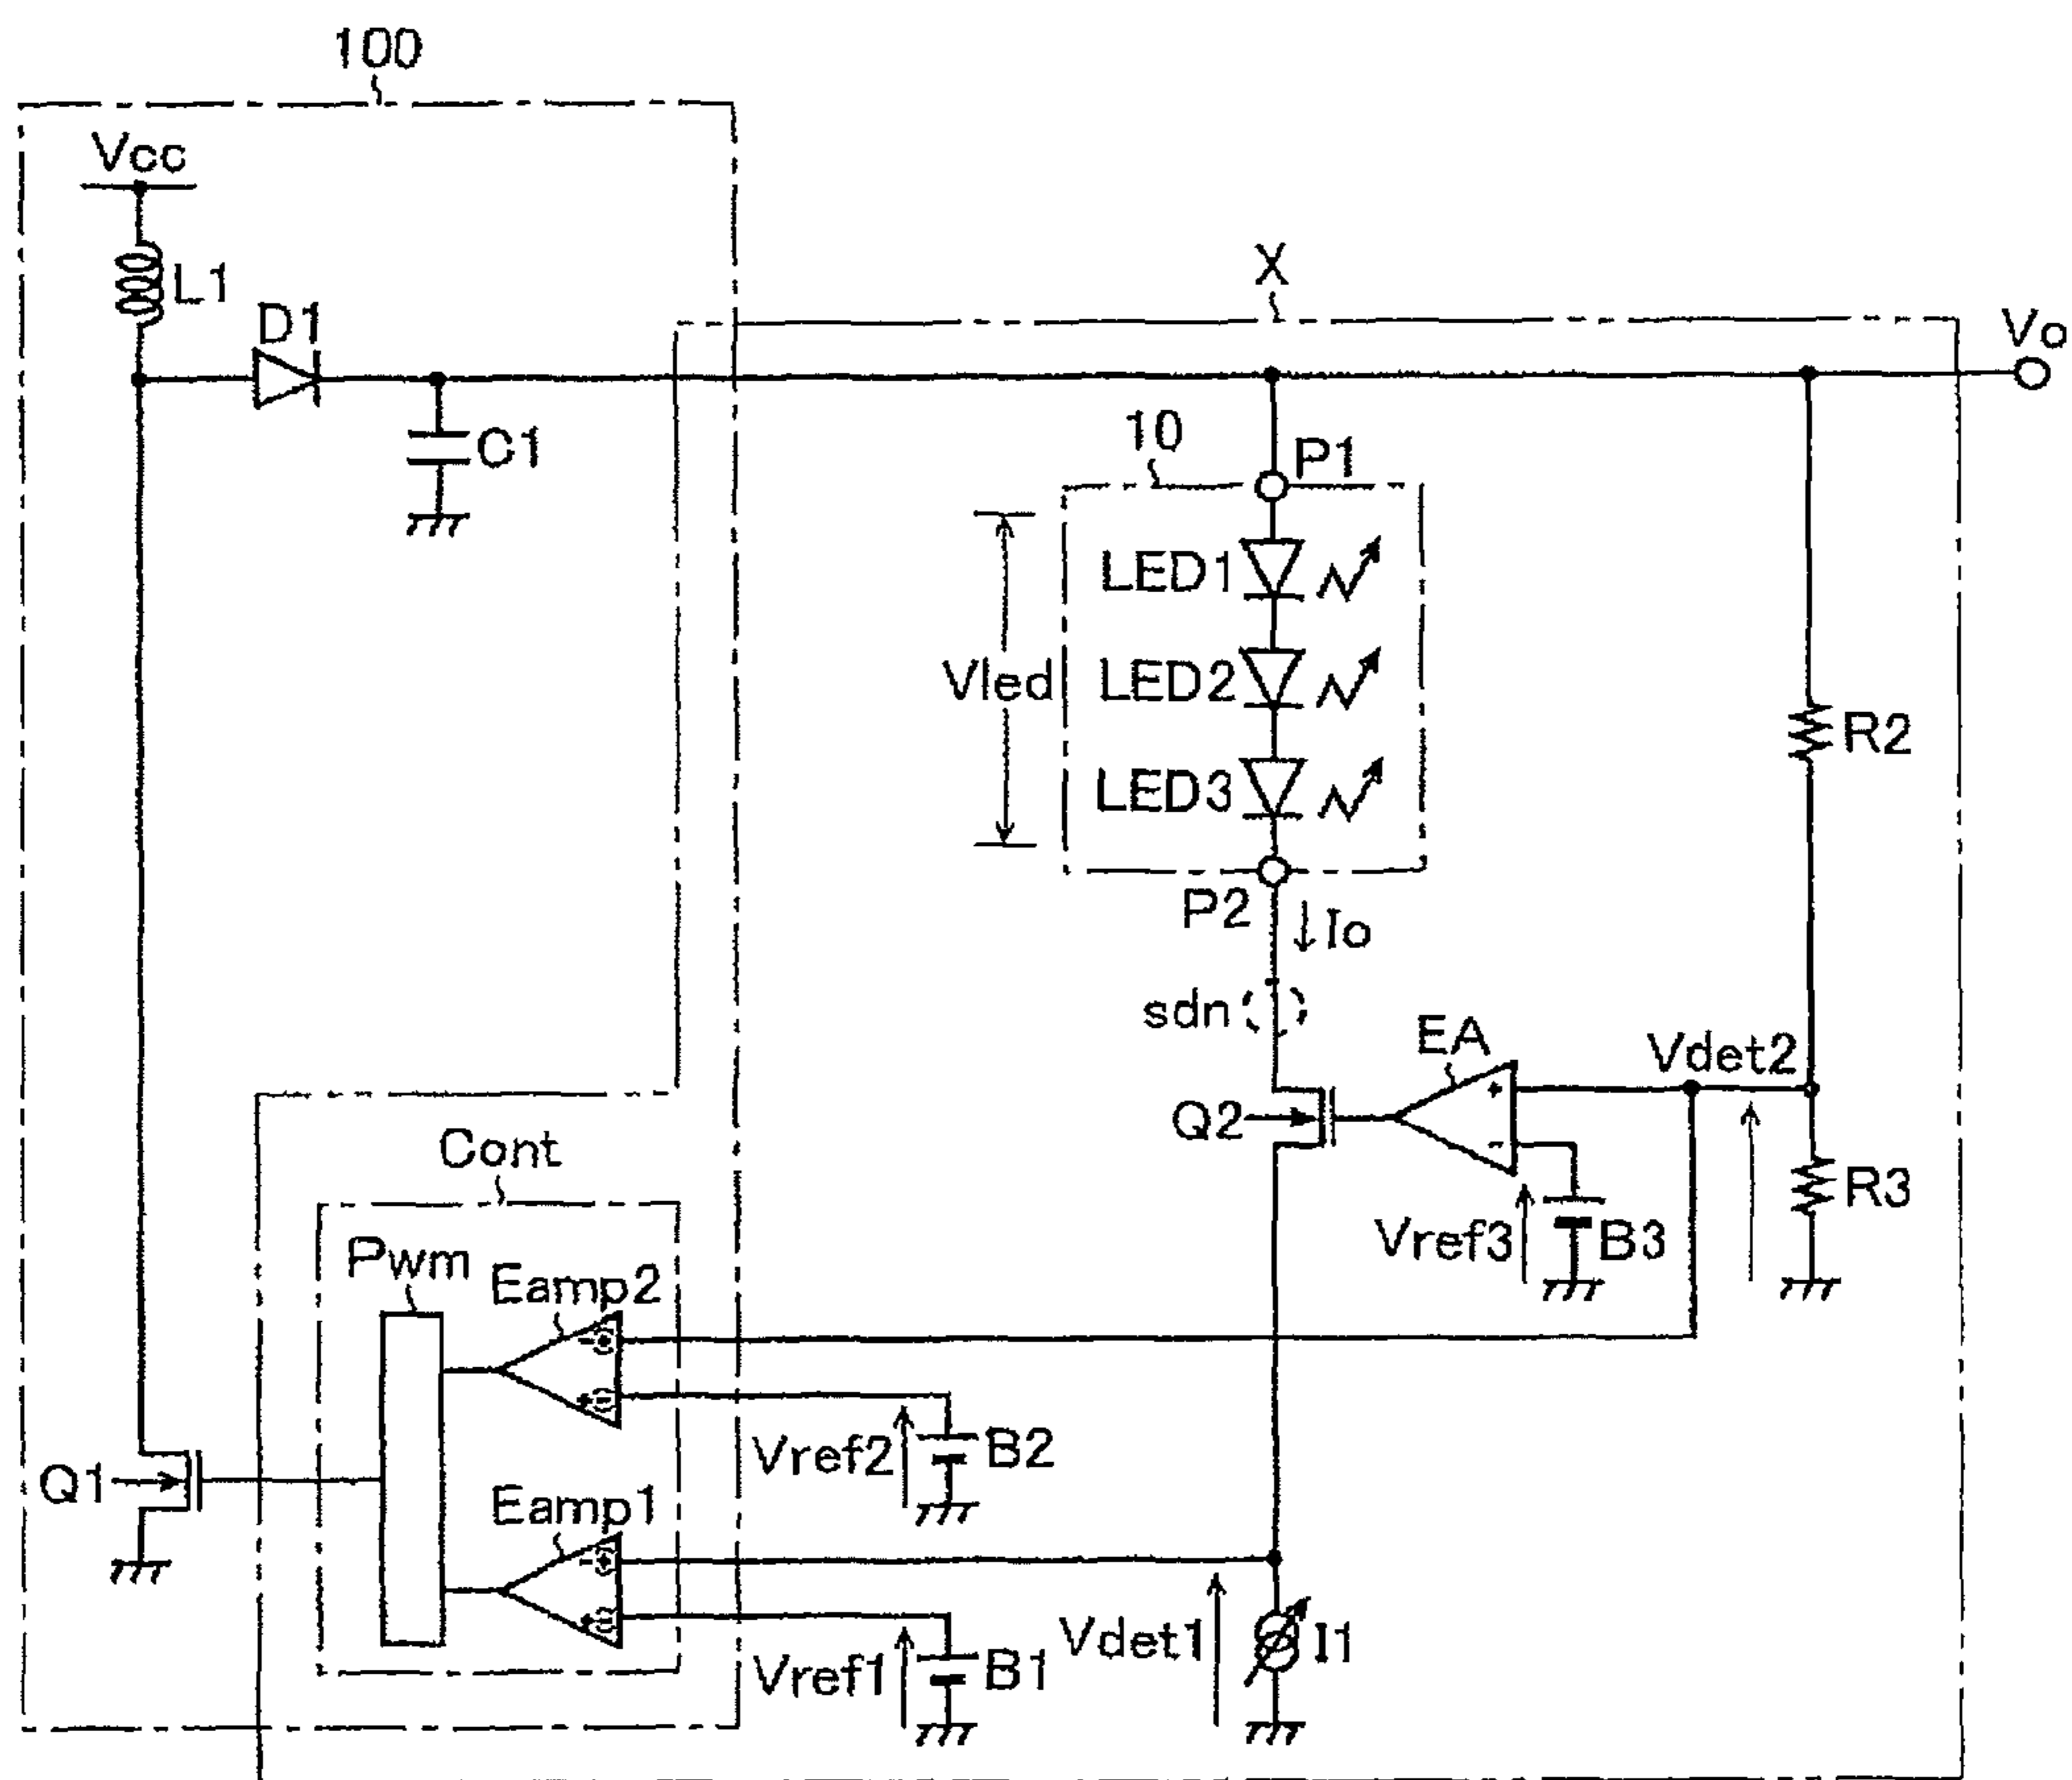 100
Vcc
L1
D1
C1
X
Vo
10
P1
LED1
Vled
LED2
LED3
R2
P2
Io
sdn
EA
Vdet2
+
-
Q2
Vref3
B3
R3
Cont
Pwm
Eamp2
-(+)
+(-)
Vref2
B2
Q1
Eamp1
-(+)
+(-)
Vref1
B1
Vdet1
I1